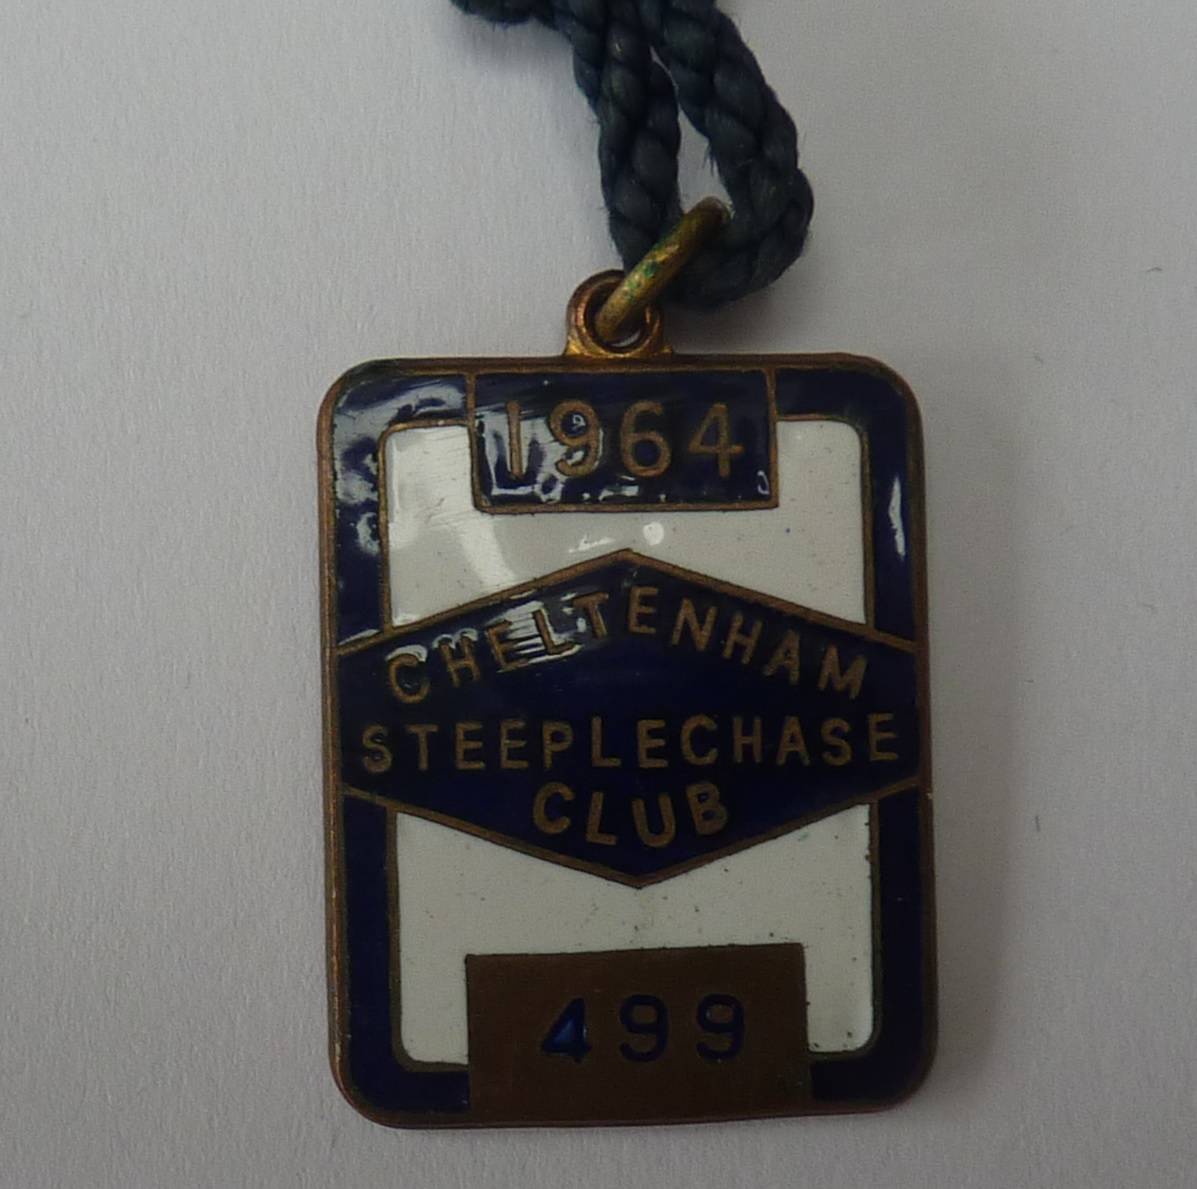 1964
CHELTENHAM
STEEPLECHASE
CLUB
499